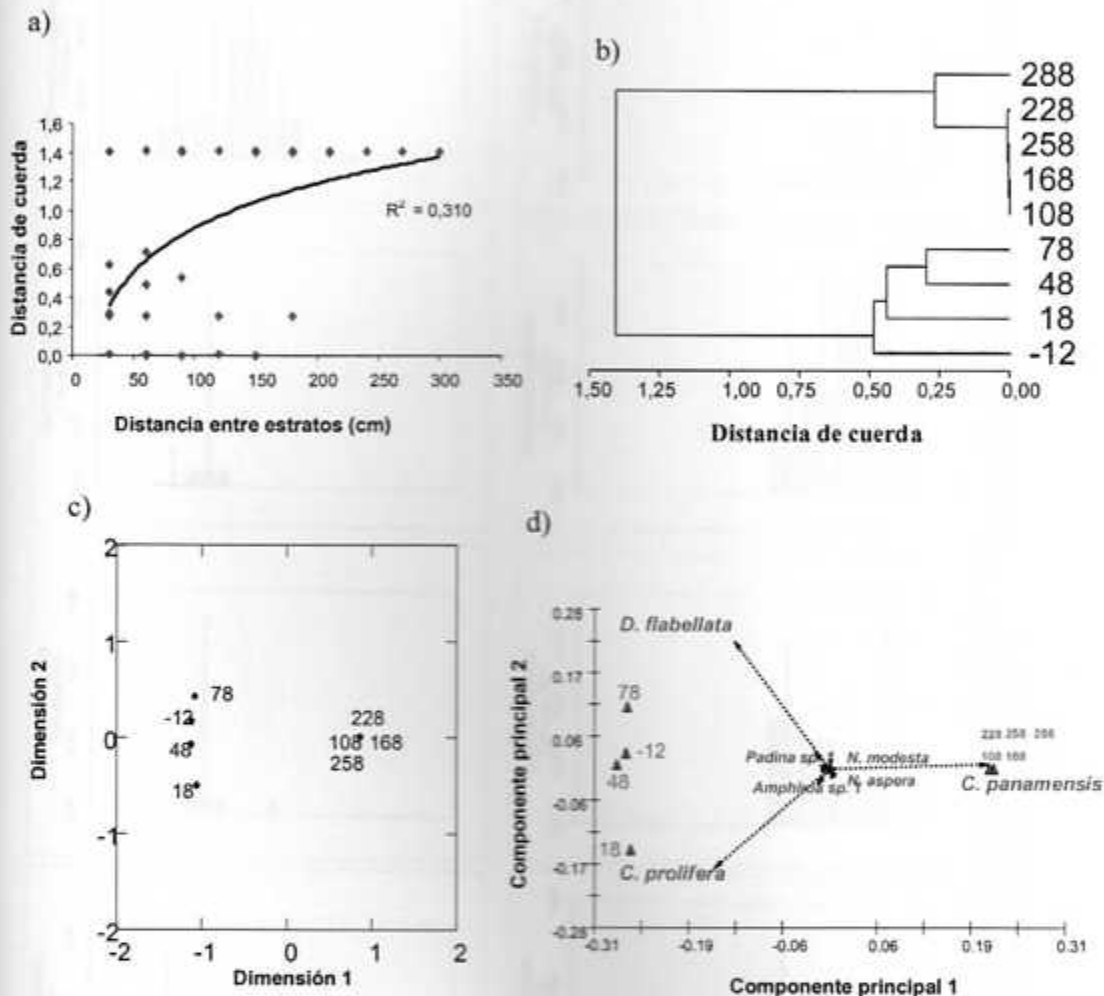 a)
Distancia de cuerda
1,6
1,4
1,2
1,0
0,8
0,6
0,4
0,2
0,0
R² = 0,310
0 50 100 150 200 250 300 350
Distancia entre estratos (cm)
b)
288
228
258
168
108
78
48
18
-12
1,50 1,25 1,00 0,75 0,50 0,25 0,00
Distancia de cuerda
c)
Dimensión 2
2
1
0
-1
-2
78
-12
48
18
228
108 168
258
-2 -1 0 1 2
Dimensión 1
d)
Componente principal 2
0.28
0.17
0.06
-0.06
-0.17
-0.28
D. flabellata
78
-12
48
18
Padina sp.
N. modesta
Amphiroa sp. 1
N. aspera
228 258 288
108 168
C. panamensis
C. prolifera
-0.31 -0.19 -0.06 0.06 0.19 0.31
Componente principal 1